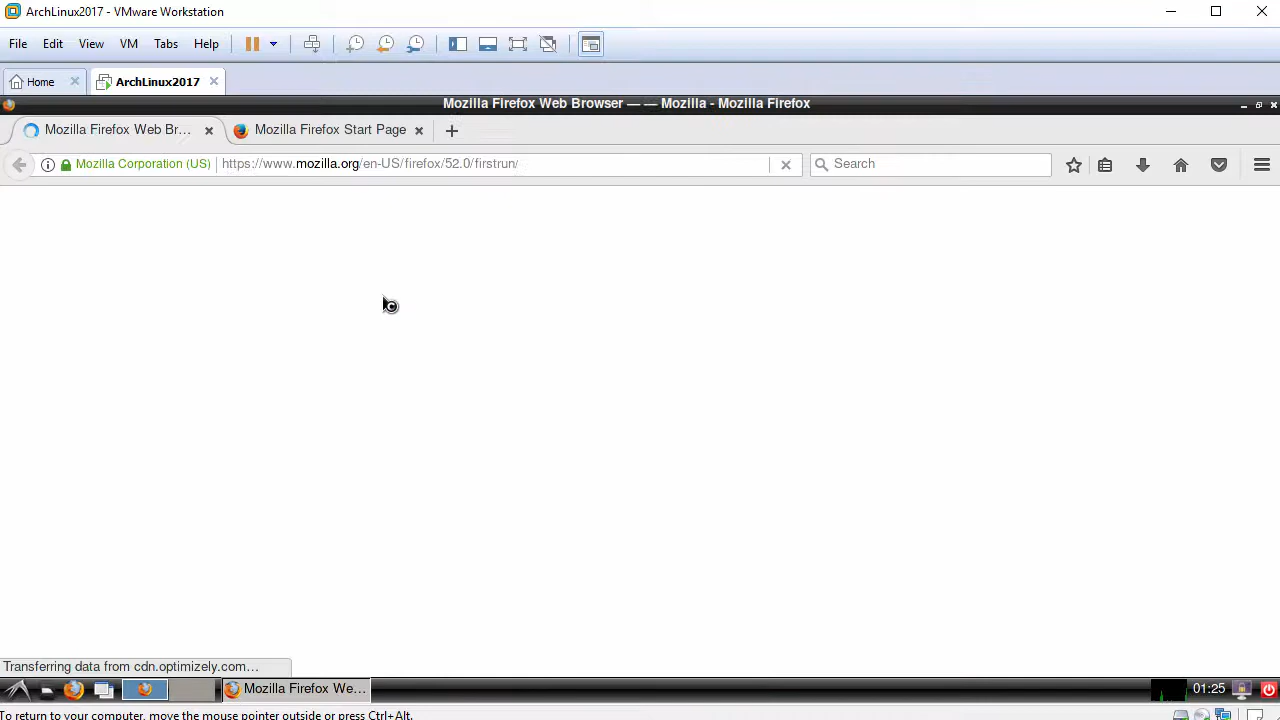 ArchLinux2017 - VMware Workstation
File Edit View VM Tabs Help
Home ArchLinux2017
Mozilla Firefox Web Browser — — Mozilla - Mozilla Firefox
Mozilla Firefox Web Br... Mozilla Firefox Start Page
Mozilla Corporation (US) https://www.mozilla.org/en-US/firefox/52.0/firstrun/ Search
Transferring data from cdn.optimizely.com...
Mozilla Firefox We... 01:25
To return to your computer, move the mouse pointer outside or press Ctrl+Alt.